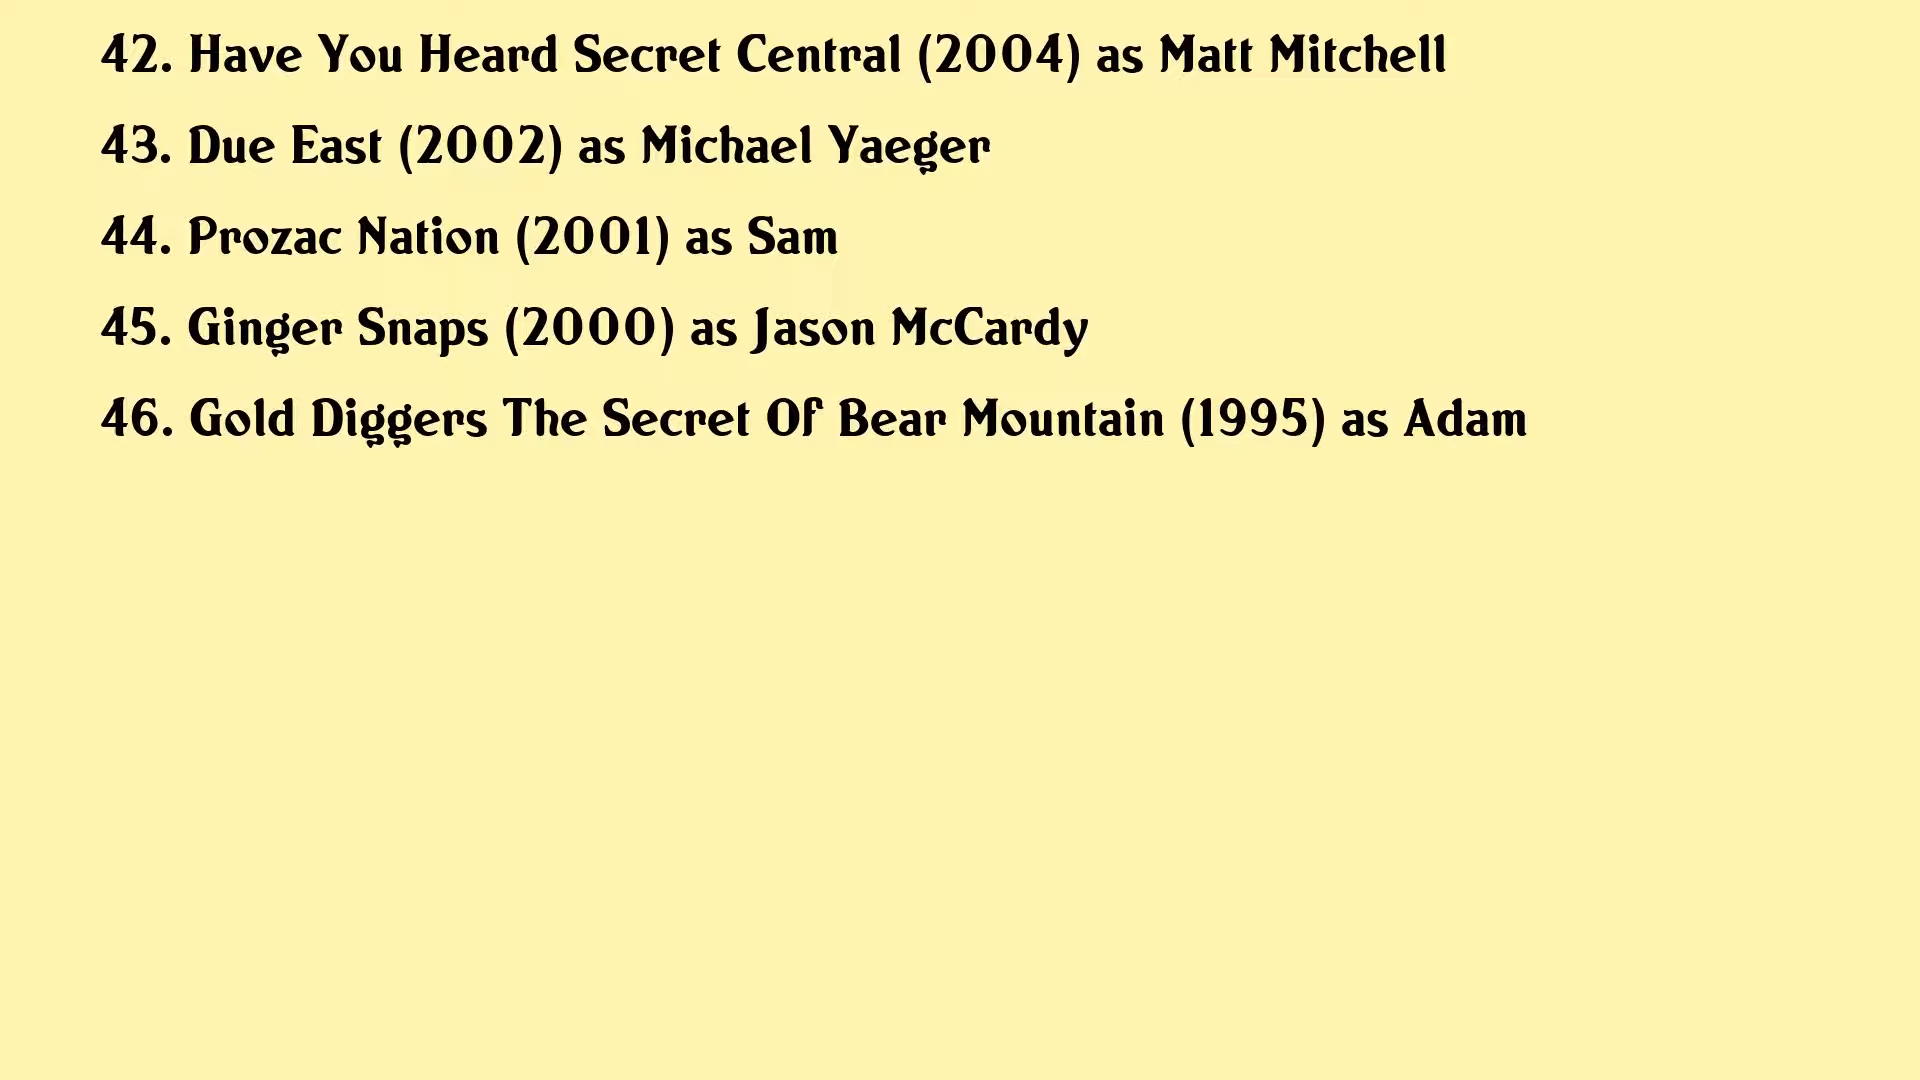 42. Have You Heard Secret Central (2004) as Matt Mitchell
43. Due East (2002) as Michael Yaeger
44. Prozac Nation (2001) as Sam
45. Ginger Snaps (2000) as Jason McCardy
46. Gold Diggers The Secret Of Bear Mountain (1995) as Adam